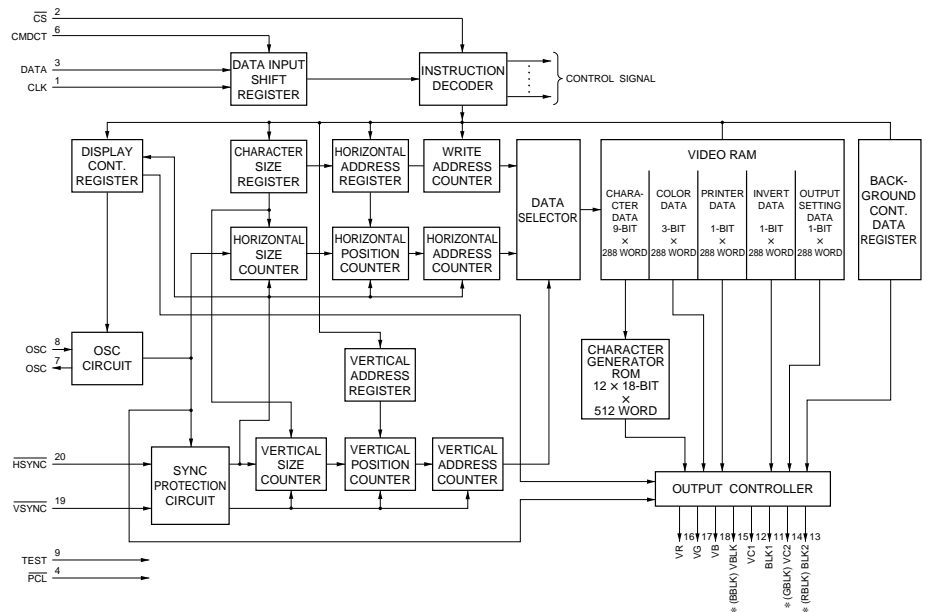 CS 2
CMDCT 6
DATA 3
CLK 1
DATA INPUT
SHIFT
REGISTER
INSTRUCTION
DECODER
CONTROL SIGNAL
DISPLAY
CONT.
REGISTER
CHARACTER
SIZE
REGISTER
HORIZONTAL
ADDRESS
REGISTER
WRITE
ADDRESS
COUNTER
DATA
SELECTOR
VIDEO RAM
CHARA-
CTER
DATA
9-BIT
×
288 WORD
COLOR
DATA
3-BIT
×
288 WORD
PRINTER
DATA
1-BIT
×
288 WORD
INVERT
DATA
1-BIT
×
288 WORD
OUTPUT
SETTING
DATA
1-BIT
×
288 WORD
BACK-
GROUND
CONT.
DATA
REGISTER
HORIZONTAL
SIZE
COUNTER
HORIZONTAL
POSITION
COUNTER
HORIZONTAL
ADDRESS
COUNTER
OSC 8
OSC 7
OSC
CIRCUIT
VERTICAL
ADDRESS
REGISTER
CHARACTER
GENERATOR
ROM
12 × 18-BIT
×
512 WORD
HSYNC 20
VSYNC 19
SYNC
PROTECTION
CIRCUIT
VERTICAL
SIZE
COUNTER
VERTICAL
POSITION
COUNTER
VERTICAL
ADDRESS
COUNTER
OUTPUT CONTROLLER
TEST 9
PCL 4
16 17 18 15 12 11 14 13
VR
VG
VB
* (BBLK) VBLK
VC1
BLK1
* (GBLK) VC2
* (RBLK) BLK2